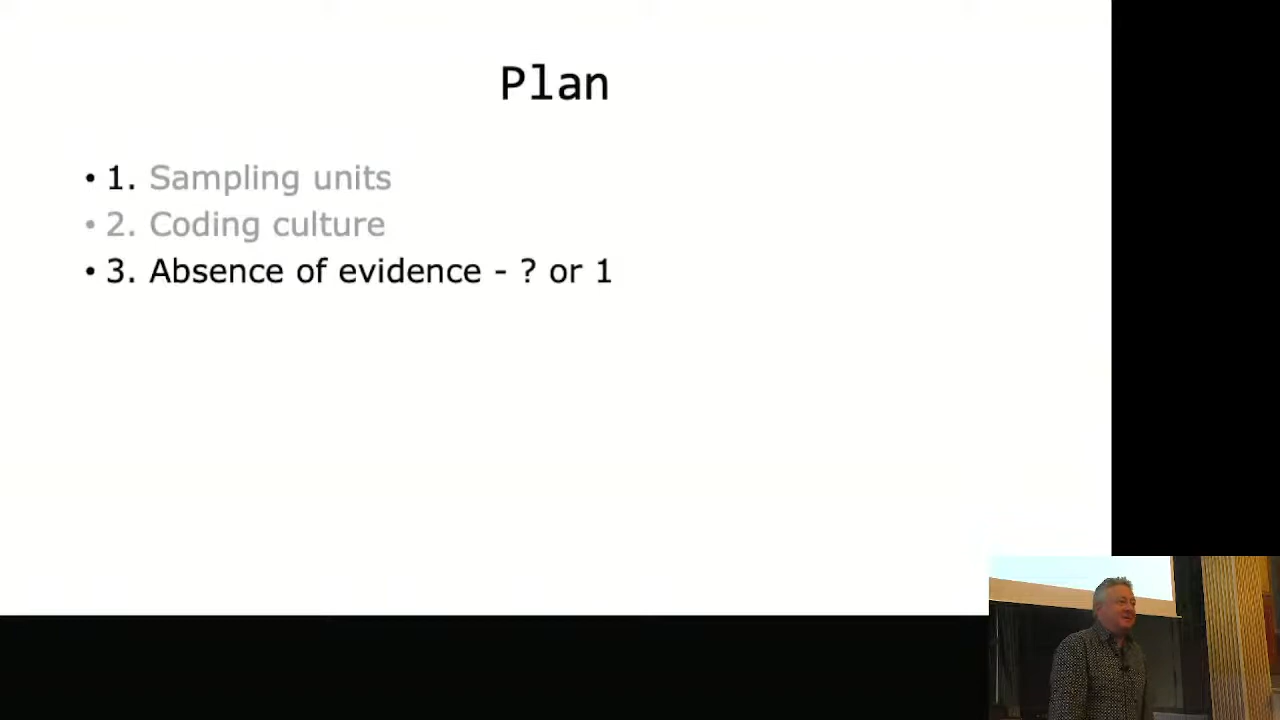 Plan
• 1. Sampling units
• 2. Coding culture
• 3. Absence of evidence - ? or 1